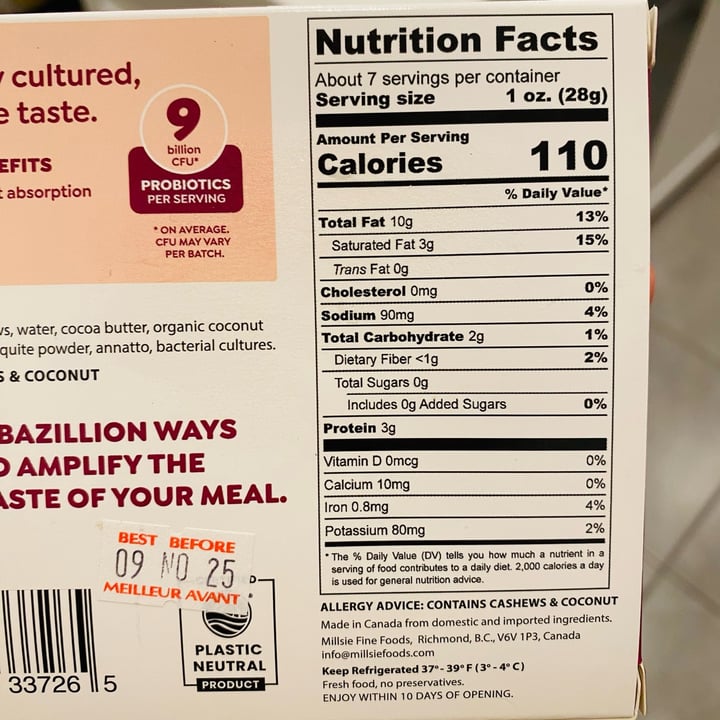 cultured,
taste.
absorption
9
billion
CFU*
PROBIOTICS
PER SERVING
* ON AVERAGE.
CFU MAY VARY
PER BATCH.
water, cocoa butter, organic coconut
powder, annatto, bacterial cultures.
& COCONUT
BAZILLION WAYS
AMPLIFY THE
OF YOUR MEAL.
BEST BEFORE
09 NO 25
MEILLEUR AVANT
PLASTIC
NEUTRAL
PRODUCT
33726 5
Nutrition Facts
About 7 servings per container
Serving size 1 oz. (28g)
Amount Per Serving
Calories 110
% Daily Value*
Total Fat 10g 13%
Saturated Fat 3g 15%
Trans Fat 0g
Cholesterol 0mg 0%
Sodium 90mg 4%
Total Carbohydrate 2g 1%
Dietary Fiber <1g 2%
Total Sugars 0g
Includes 0g Added Sugars 0%
Protein 3g
Vitamin D 0mcg 0%
Calcium 10mg 0%
Iron 0.8mg 4%
Potassium 80mg 2%
* The % Daily Value (DV) tells you how much a nutrient in a
serving of food contributes to a daily diet. 2,000 calories a day
is used for general nutrition advice.
ALLERGY ADVICE: CONTAINS CASHEWS & COCONUT
Made in Canada from domestic and imported ingredients.
Millsie Fine Foods, Richmond, B.C., V6V 1P3, Canada
info@millsiefoods.com
Keep Refrigerated 37°- 39° F (3° - 4° C)
Fresh food, no preservatives.
ENJOY WITHIN 10 DAYS OF OPENING.